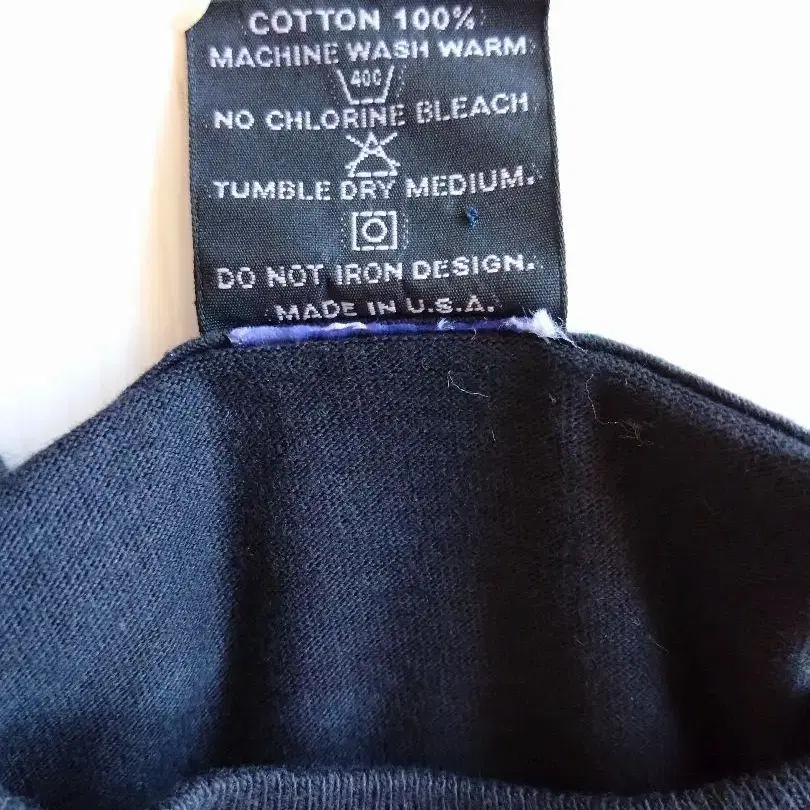 COTTON 100%
MACHINE WASH WARM
40C
NO CHLORINE BLEACH
TUMBLE DRY MEDIUM.
DO NOT IRON DESIGN.
MADE IN U.S.A.